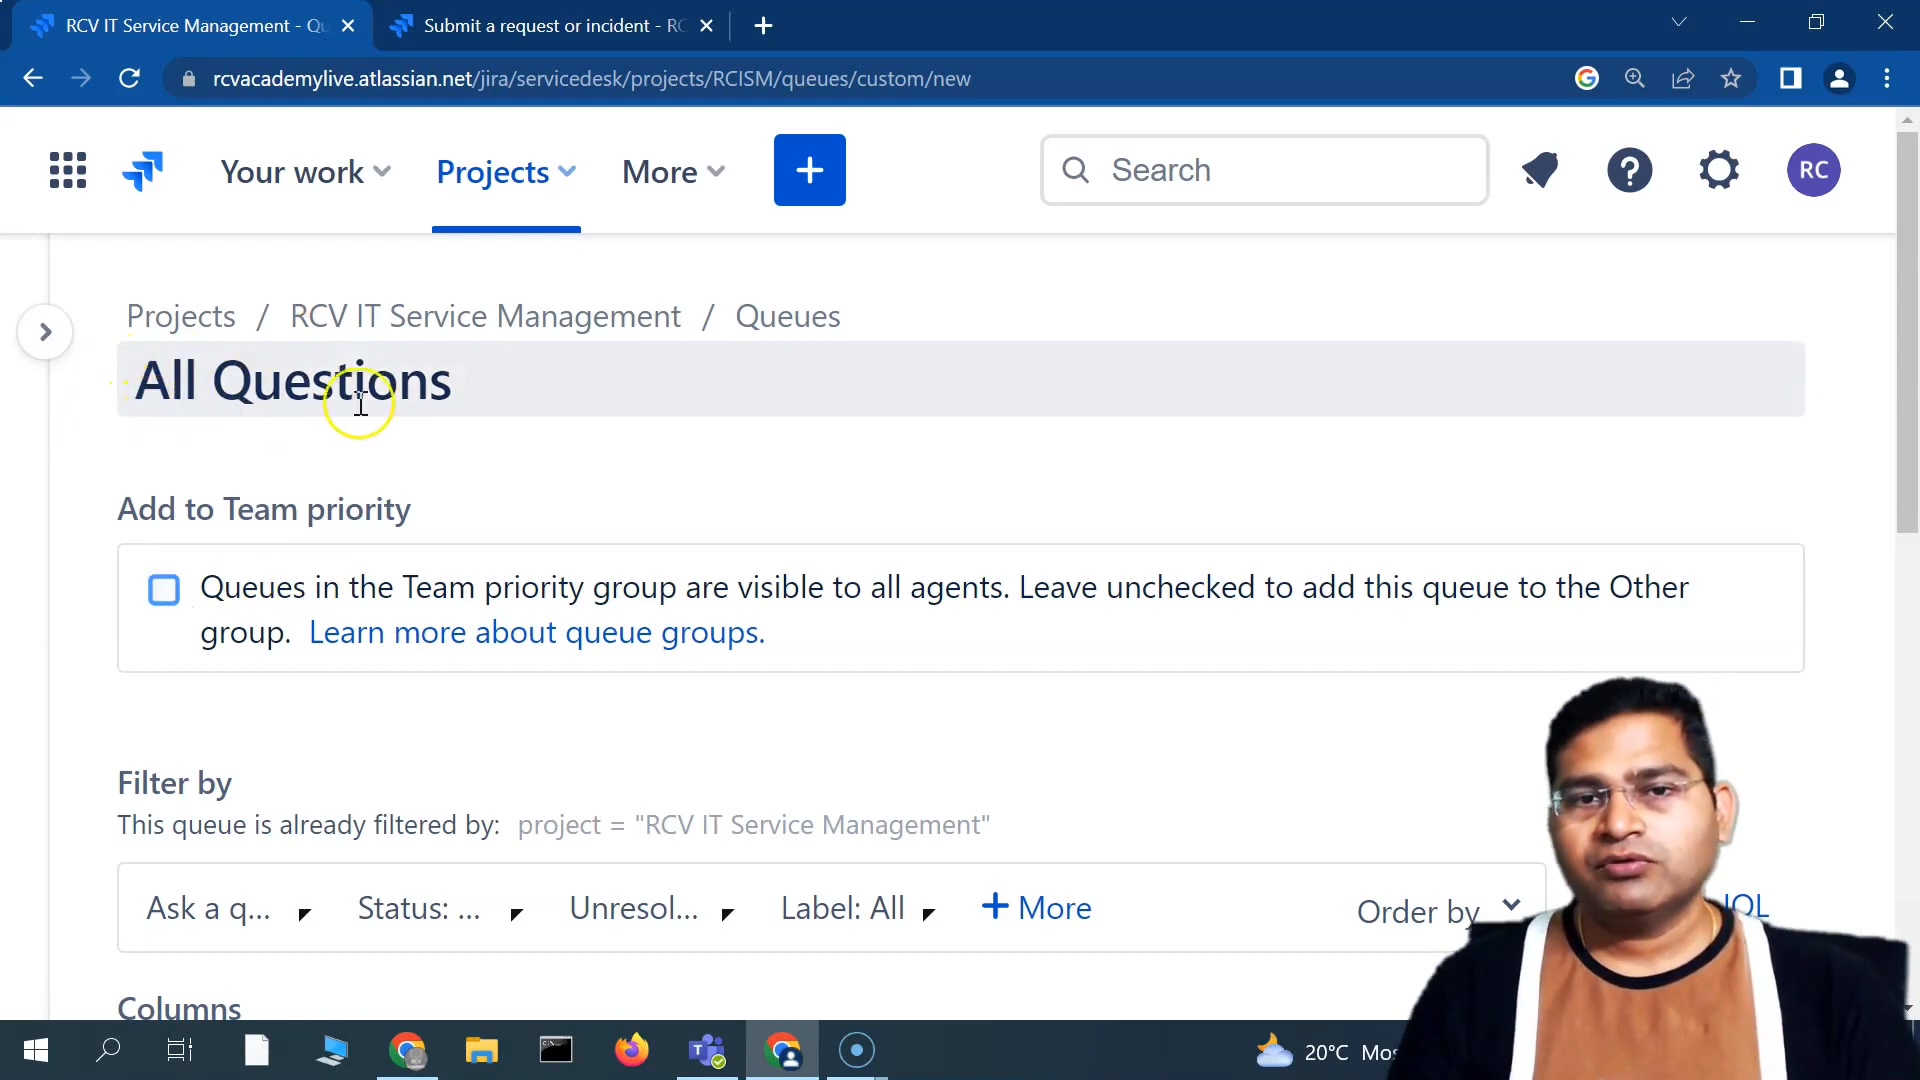 RCV IT Service Management - Qu
Submit a request or incident - RC
rcvacademylive.atlassian.net/jira/servicedesk/projects/RCISM/queues/custom/new
Your work
Projects
More
Search
RC
Projects / RCV IT Service Management / Queues
All Questions
Add to Team priority
Queues in the Team priority group are visible to all agents. Leave unchecked to add this queue to the Other
group. Learn more about queue groups.
Filter by
This queue is already filtered by: project = "RCV IT Service Management"
Ask a q...
Status: ...
Unresol...
Label: All
+ More
Order by
JQL
Columns
20°C